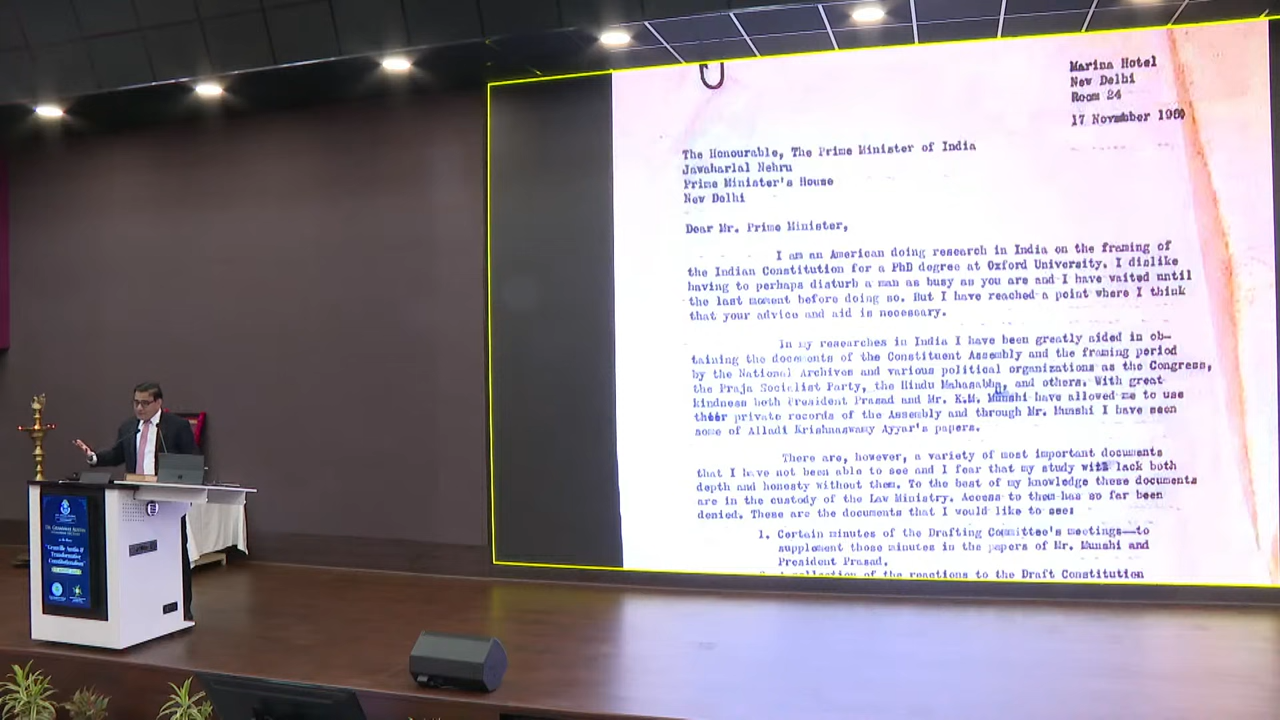 Marina Hotel
New Delhi
Room 24
17 November 1960
The Honourable, The Prime Minister of India
Jawaharlal Nehru
Prime Minister's House
New Delhi
Dear Mr. Prime Minister,
I am an American doing research in India on the framing of
the Indian Constitution for a PhD degree at Oxford University. I dislike
having to perhaps disturb a man as busy as you are and I have waited until
the last moment before doing so. But I have reached a point where I think
that your advice and aid is necessary.
In my researches in India I have been greatly aided in ob-
taining the documents of the Constituent Assembly and the framing period
by the National Archives and various political organizations as the Congress,
the Praja Socialist Party, the Hindu Mahasabha, and others. With great
kindness both President Prasad and Mr. K.M. Munshi have allowed me to use
their private records of the Assembly and through Mr. Munshi I have seen
some of Alladi Krishnaswamy Ayyar's papers.
There are, however, a variety of most important documents
that I have not been able to see and I fear that my study will lack both
depth and honesty without them. To the best of my knowledge these documents
are in the custody of the Law Ministry. Access to them has so far been
denied. These are the documents that I would like to see:
1. Certain minutes of the Drafting Committee's meetings—to
supplement those minutes in the papers of Mr. Munshi and
President Prasad.
collection of the reactions to the Draft Constitution
"Granville Austin &
Transformative
Constitutionalism"